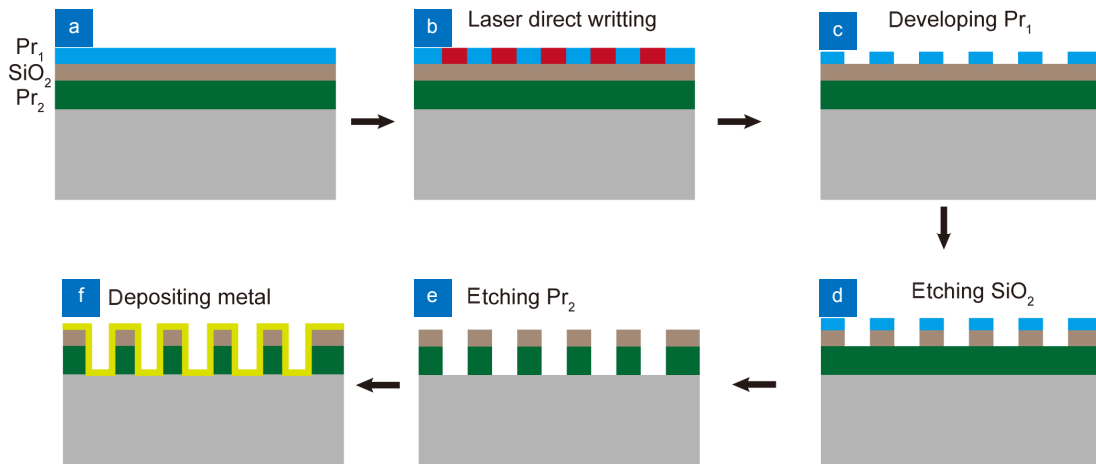 a
Pr₁
SiO₂
Pr₂
b
Laser direct writting
c
Developing Pr₁
d
Etching SiO₂
e
Etching Pr₂
f
Depositing metal